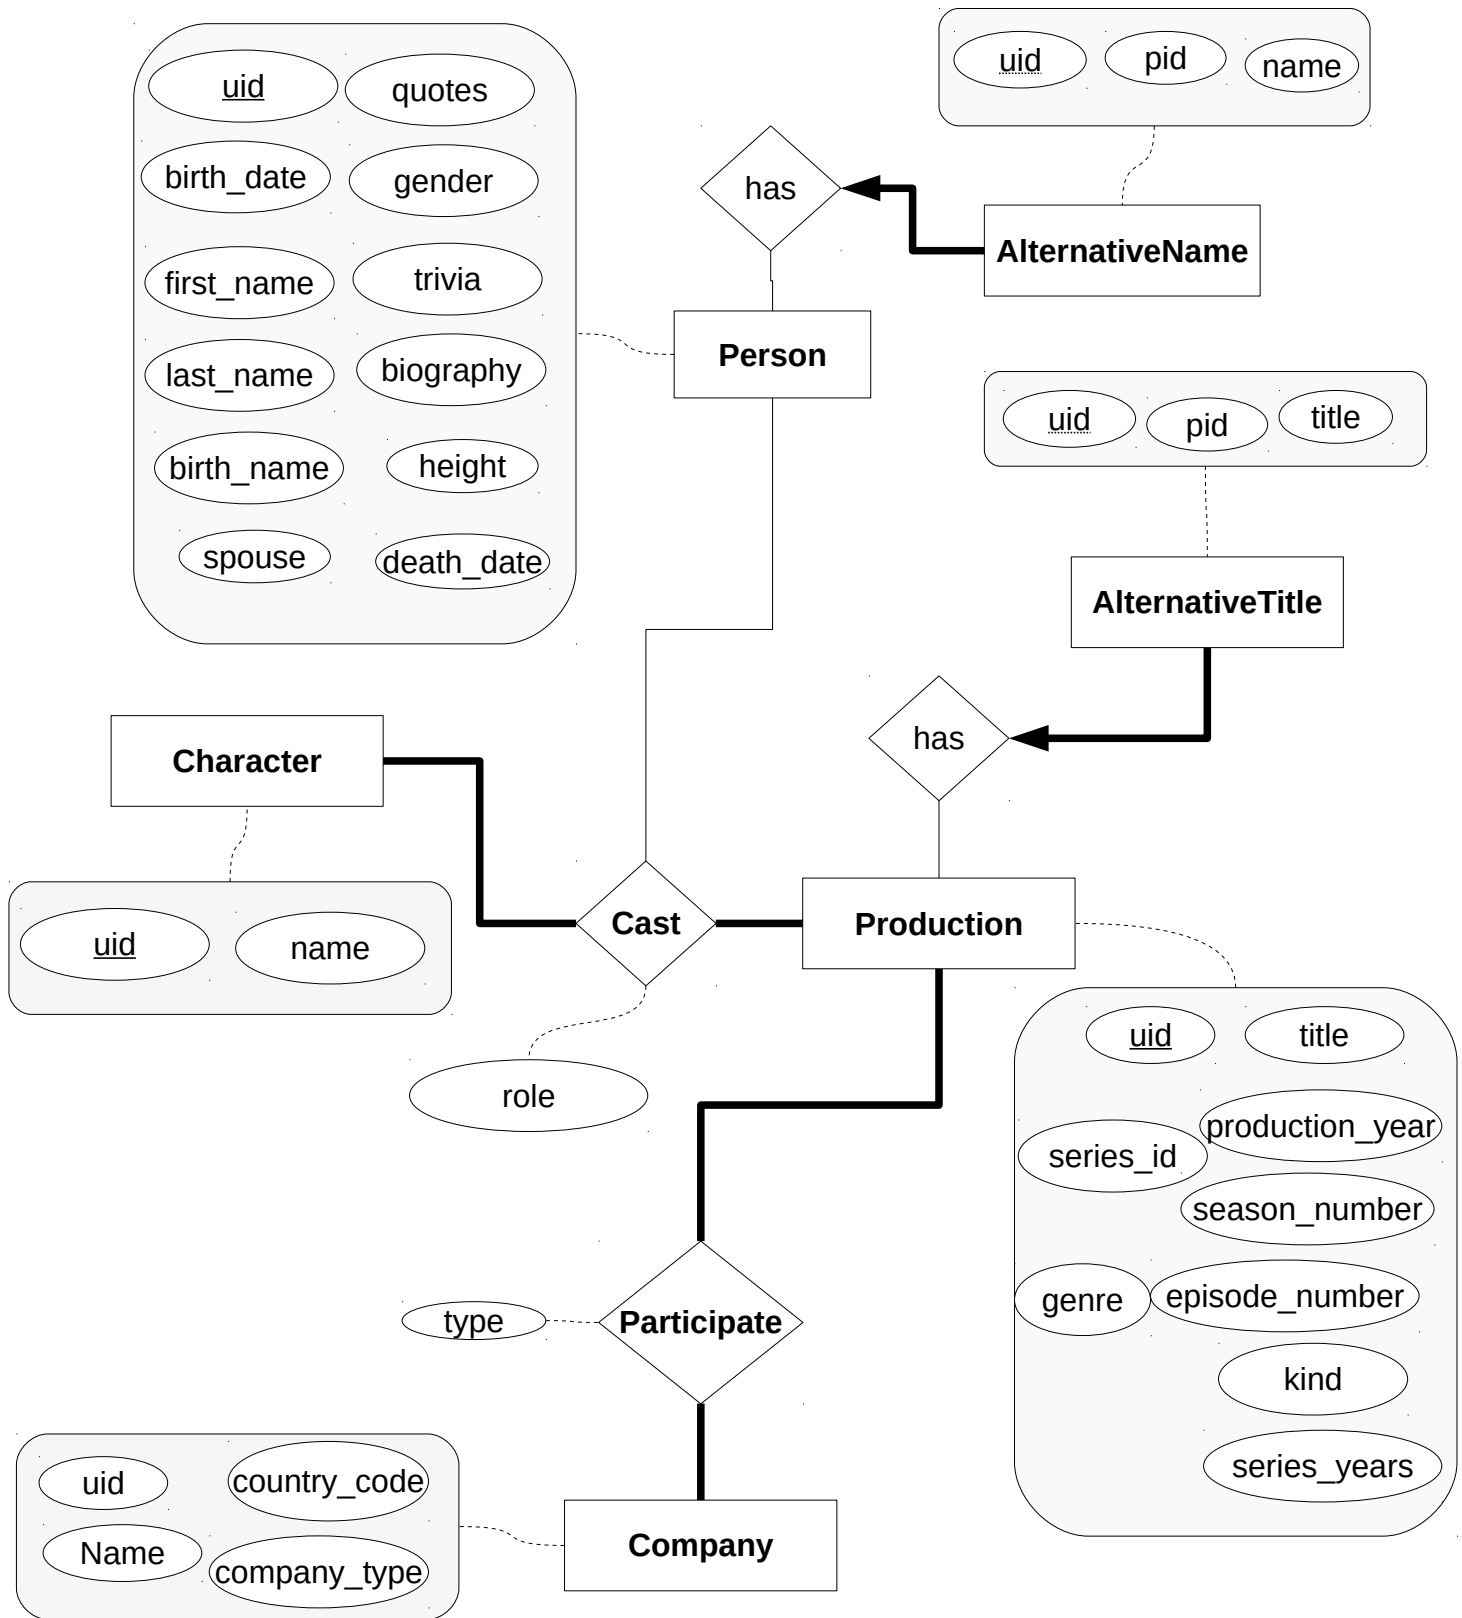 uid
quotes
birth_date
gender
first_name
trivia
last_name
biography
birth_name
height
spouse
death_date
uid
pid
name
has
AlternativeName
Person
uid
pid
title
AlternativeTitle
has
Character
Cast
Production
uid
name
role
uid
title
production_year
series_id
season_number
genre
episode_number
kind
series_years
type
Participate
uid
country_code
Name
company_type
Company